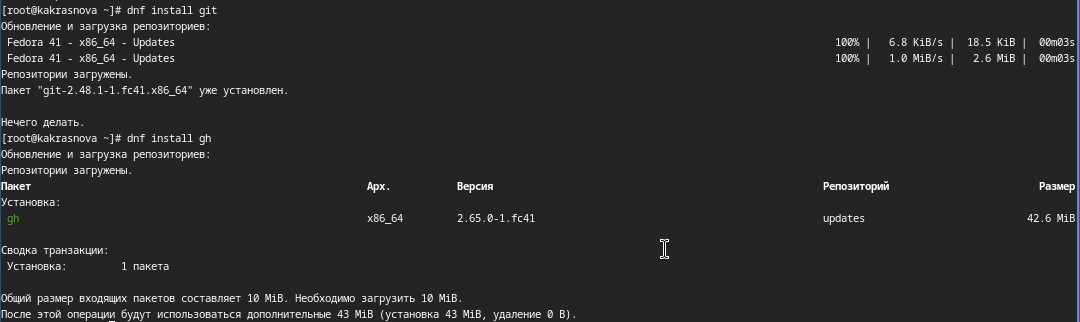 [root@kakrasnova ~]# dnf install git
Обновление и загрузка репозиториев:
Fedora 41 - x86_64 - Updates 100% | 6.8 KiB/s | 18.5 KiB | 00m03s
Fedora 41 - x86_64 - Updates 100% | 1.0 MiB/s | 2.6 MiB | 00m03s
Репозитории загружены.
Пакет "git-2.48.1-1.fc41.x86_64" уже установлен.
Нечего делать.
[root@kakrasnova ~]# dnf install gh
Обновление и загрузка репозиториев:
Репозитории загружены.
Пакет Арх. Версия Репозиторий Размер
Установка:
gh x86_64 2.65.0-1.fc41 updates 42.6 MiB
Сводка транзакции:
Установка: 1 пакета
Общий размер входящих пакетов составляет 10 MiB. Необходимо загрузить 10 MiB.
После этой операции будут использоваться дополнительные 43 MiB (установка 43 MiB, удаление 0 B).